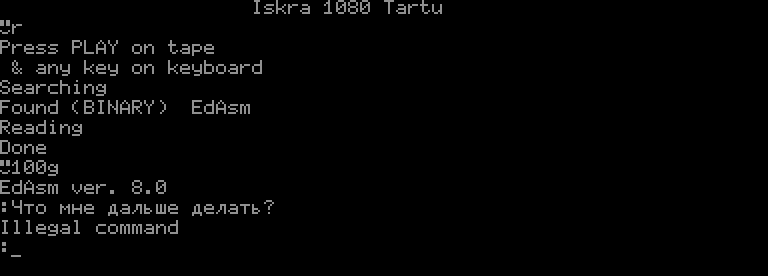 Iskra 1080 Tartu
r
Press PLAY on tape
& any key on keyboard
Searching
Found (BINARY) EdAsm
Reading
Done
100g
EdAsm ver. 8.0
:Что мне дальше делать?
Illegal command
:_